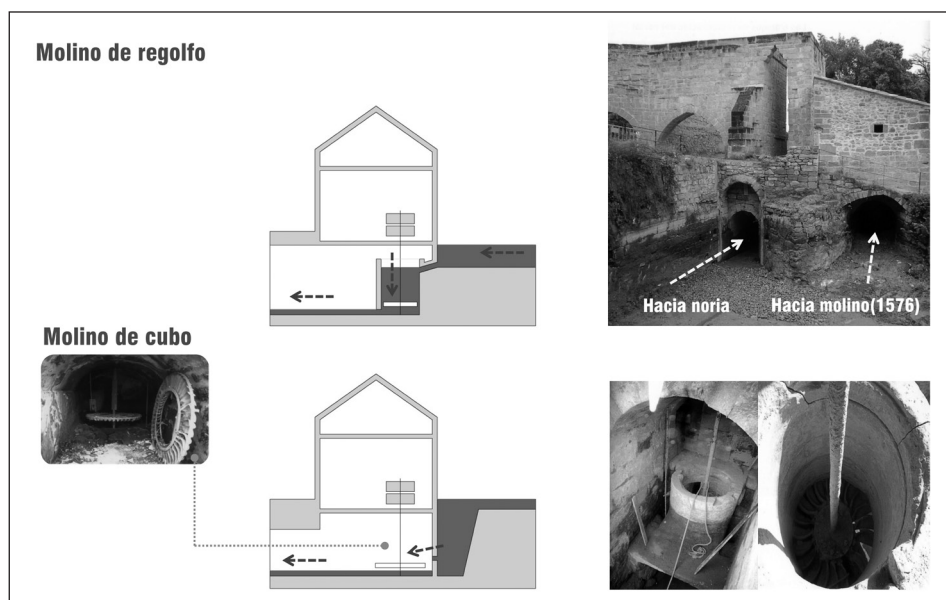 Molino de regolfo
Hacia noria
Hacia molino(1576)
Molino de cubo